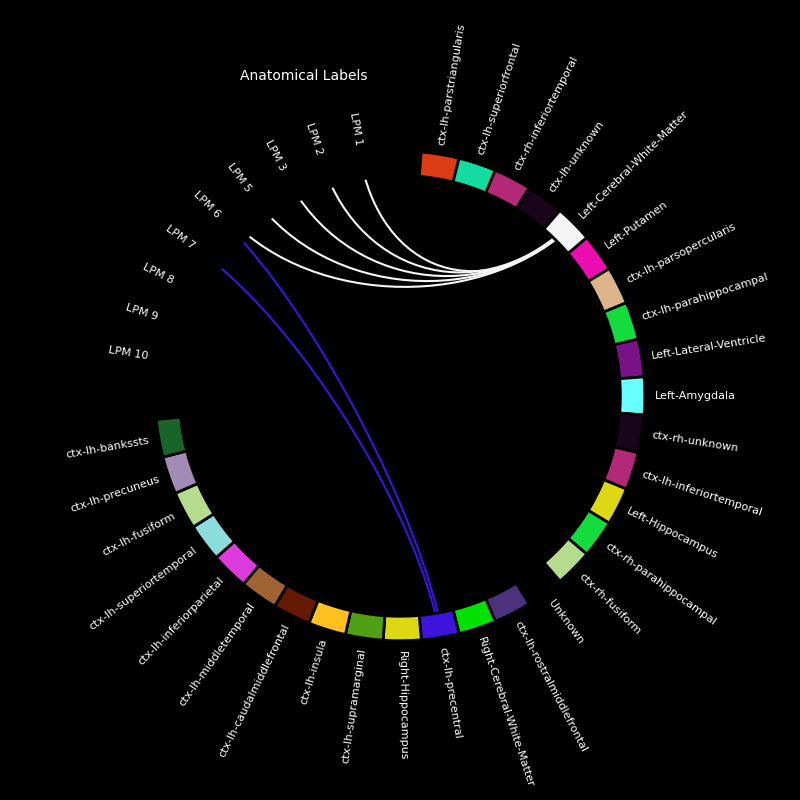 Anatomical Labels
ctx-lh-parstriangularis
ctx-lh-superiorfrontal
ctx-rh-inferiortemporal
ctx-lh-unknown
Left-Cerebral-White-Matter
Left-Putamen
ctx-lh-parsopercularis
ctx-lh-parahippocampal
Left-Lateral-Ventricle
Left-Amygdala
ctx-rh-unknown
ctx-lh-inferiortemporal
Left-Hippocampus
ctx-rh-parahippocampal
ctx-rh-fusiform
Unknown
ctx-lh-rostralmiddlefrontal
Right-Cerebral-White-Matter
ctx-lh-precentral
Right-Hippocampus
ctx-lh-supramarginal
ctx-lh-insula
ctx-lh-caudalmiddlefrontal
ctx-lh-middletemporal
ctx-lh-inferiorparietal
ctx-lh-superiortemporal
ctx-lh-fusiform
ctx-lh-precuneus
ctx-lh-bankssts
LPM 10
LPM 9
LPM 8
LPM 7
LPM 6
LPM 5
LPM 3
LPM 2
LPM 1